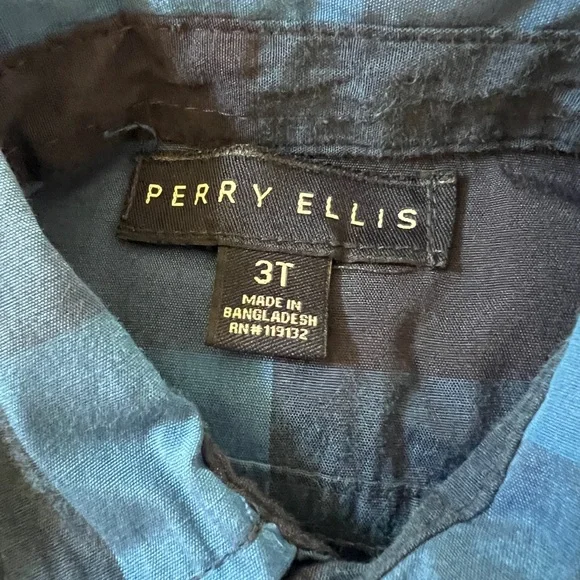 PERRY ELLIS
3T
MADE IN
BANGLADESH
RN# 119132